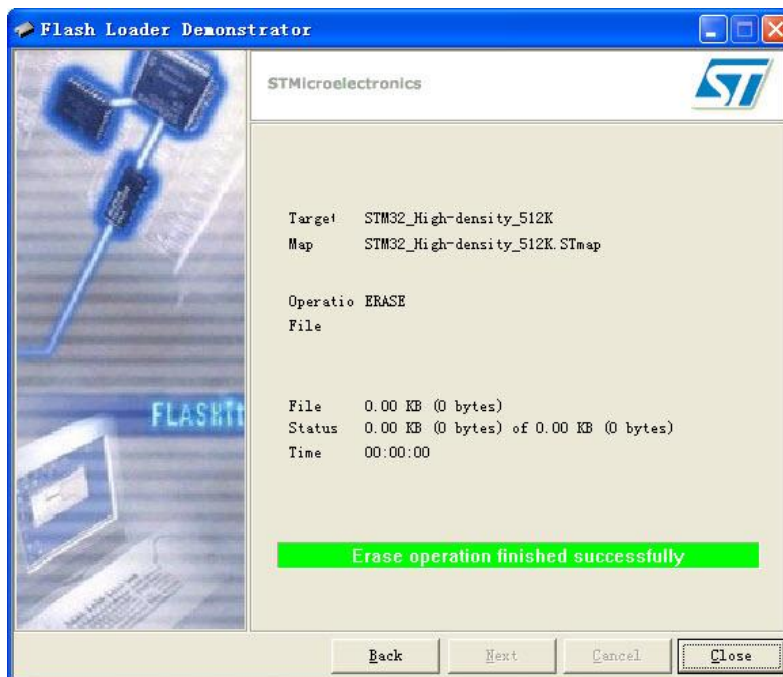 Flash Loader Demonstrator
STMicroelectronics
ST
Target STM32_High-density_512K
Map STM32_High-density_512K.STmap
Operatio ERASE
File
File 0.00 KB (0 bytes)
Status 0.00 KB (0 bytes) of 0.00 KB (0 bytes)
Time 00:00:00
FLASHit
Erase operation finished successfully
Back Next Cancel Close